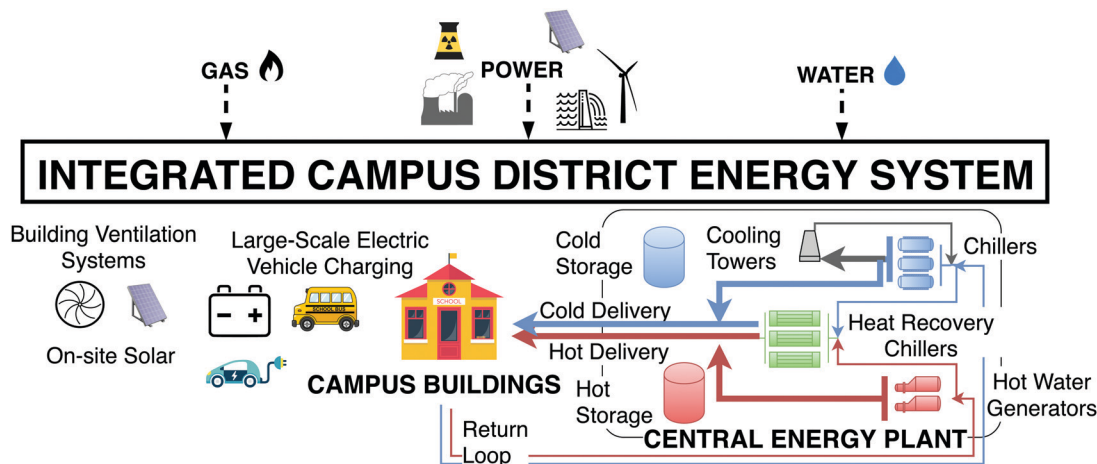 GAS
POWER
WATER
INTEGRATED CAMPUS DISTRICT ENERGY SYSTEM
Building Ventilation
Systems
On-site Solar
Large-Scale Electric
Vehicle Charging
SCHOOL BUS
SCHOOL
CAMPUS BUILDINGS
Cold
Storage
Cooling
Towers
Chillers
Cold Delivery
Heat Recovery
Chillers
Hot Delivery
Hot
Storage
Hot Water
Generators
CENTRAL ENERGY PLANT
Return
Loop